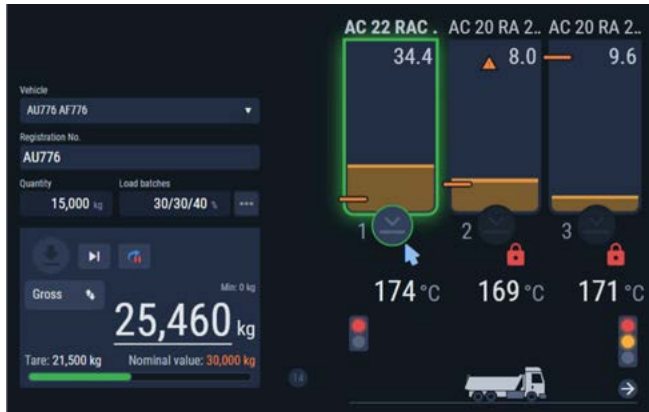 AC 22 RAC . AC 20 RA 2.. AC 20 RA 2..
34.4 8.0 9.6
Vehicle
AU776 AF776
Registration No.
AU776
Quantity Load batches
15,000 kg 30/30/40 %
1 2 3
Gross Min: 0 kg
25,460 kg
174 °C 169 °C 171 °C
Tare: 21,500 kg Nominal value: 30,000 kg
14